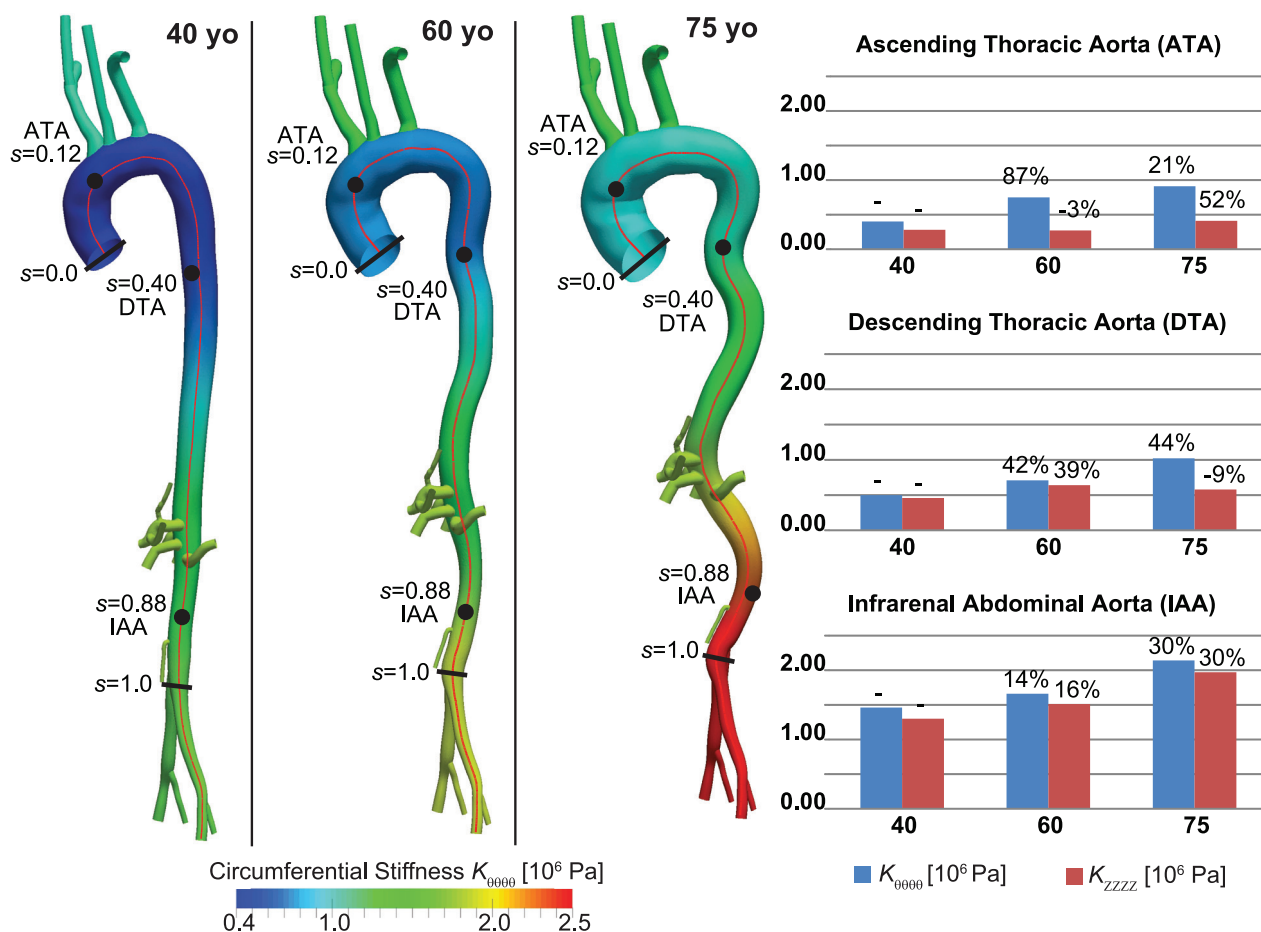 40 yo
ATA
s=0.12
s=0.0
s=0.40
DTA
s=0.88
IAA
s=1.0
60 yo
ATA
s=0.12
s=0.0
s=0.40
DTA
s=0.88
IAA
s=1.0
75 yo
ATA
s=0.12
s=0.0
s=0.40
DTA
s=0.88
IAA
s=1.0
Circumferential Stiffness Kθθθθ [10⁶ Pa]
0.4 1.0 2.0 2.5
Ascending Thoracic Aorta (ATA)
2.00
1.00
0.00
- - 87% -3% 21% 52%
40 60 75
Descending Thoracic Aorta (DTA)
2.00
1.00
0.00
- - 42% 39% 44% -9%
40 60 75
Infrarenal Abdominal Aorta (IAA)
2.00
1.00
0.00
- - 14% 16% 30% 30%
40 60 75
Kθθθθ [10⁶ Pa] KZZZZ [10⁶ Pa]